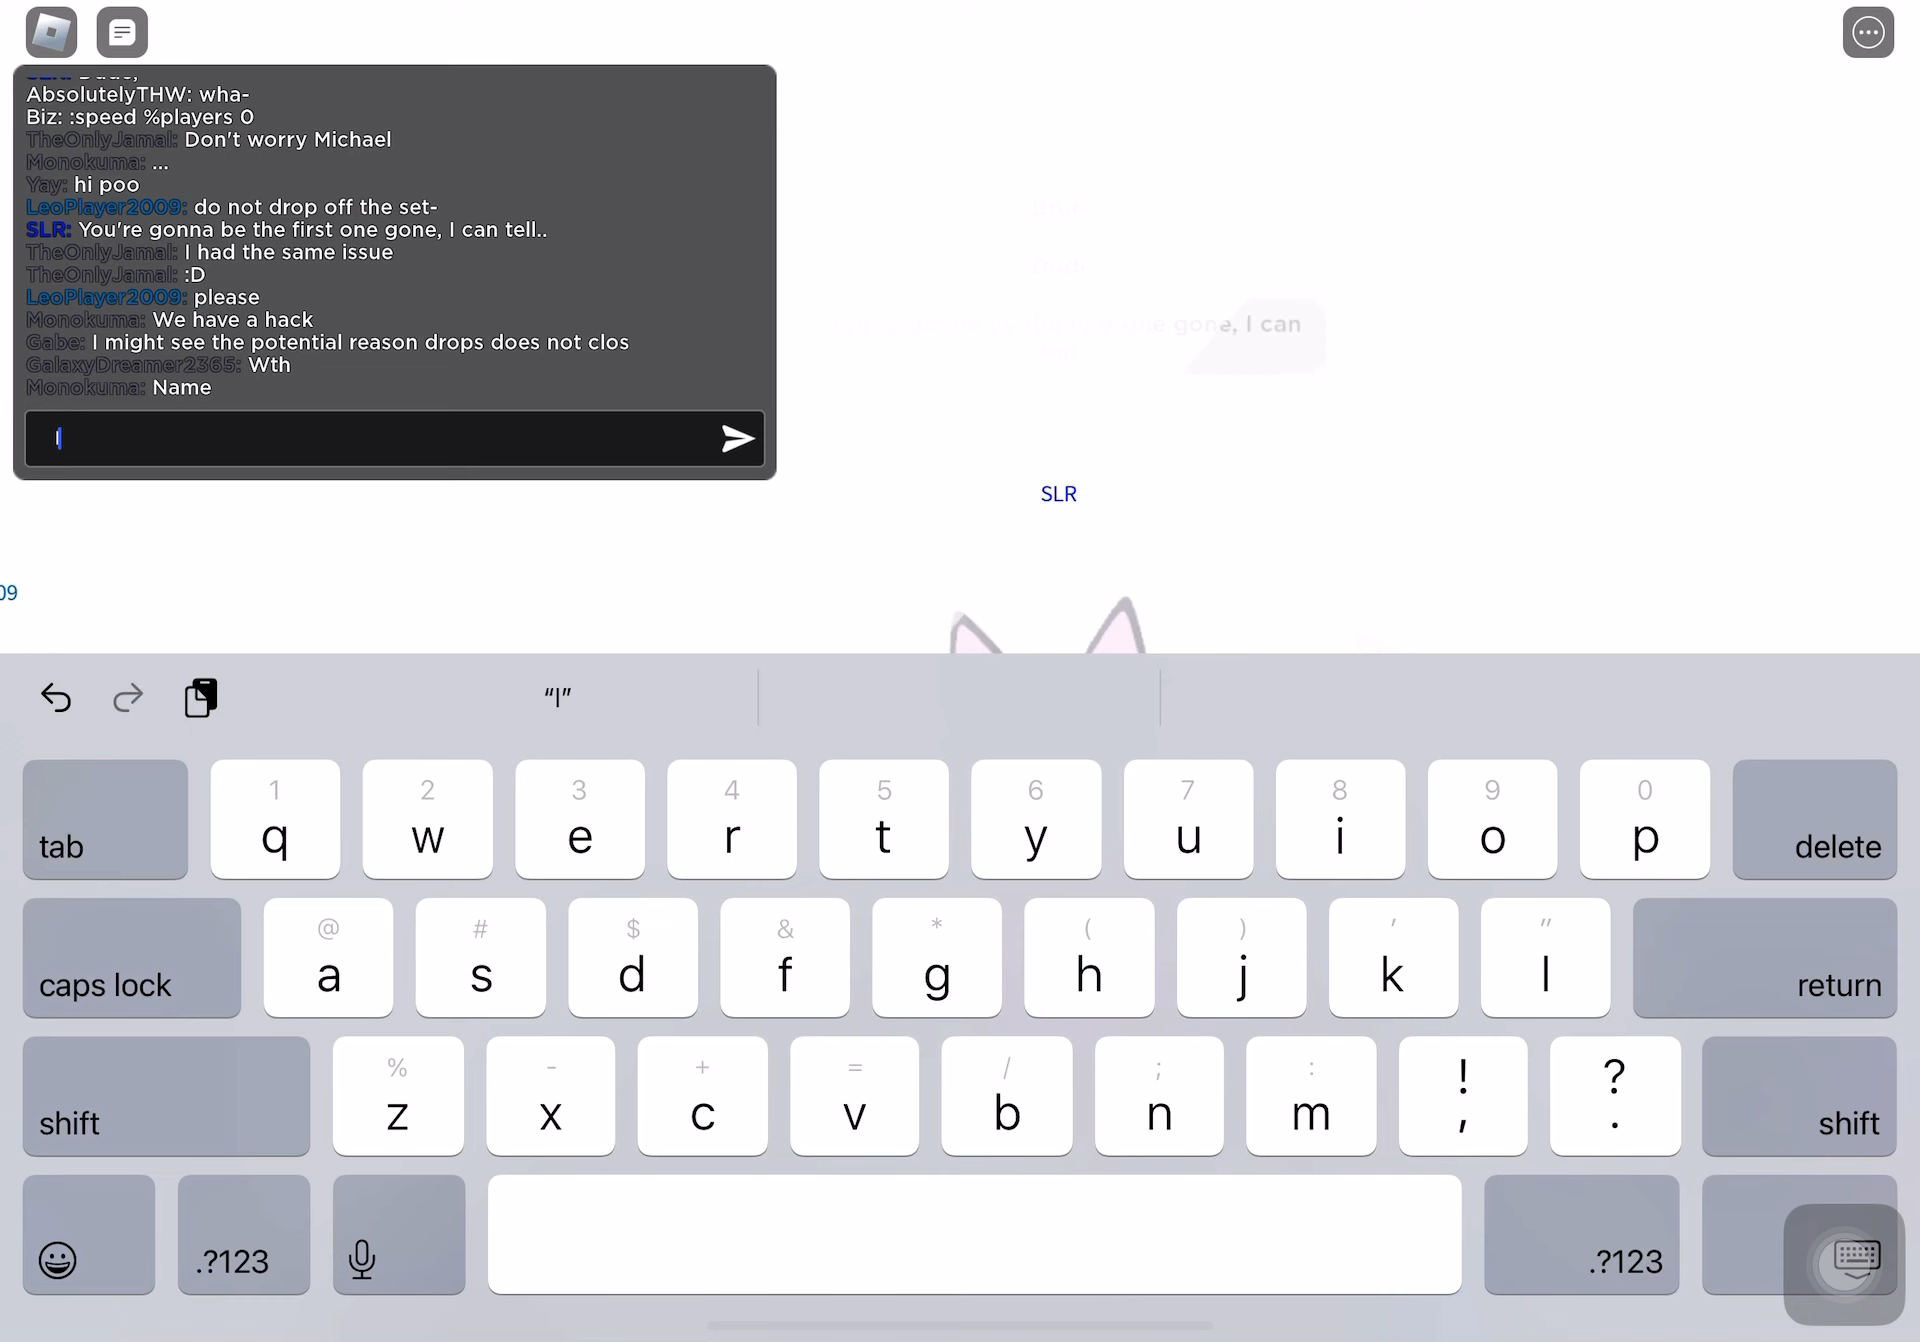 AbsolutelyTHW: wha-
Biz: :speed %players 0
TheOnlyJamal: Don't worry Michael
Monokuma: ...
Yay: hi poo
LeoPlayer2009: do not drop off the set-
SLR: You're gonna be the first one gone, I can tell..
TheOnlyJamal: I had the same issue
TheOnlyJamal: :D
LeoPlayer2009: please
Monokuma: We have a hack
Gabe: I might see the potential reason drops does not clos
GalaxyDreamer2365: Wth
Monokuma: Name
I
gone, I can
SLR
09
“I”
1 2 3 4 5 6 7 8 9 0
tab q w e r t y u i o p delete
@ # $ & * ( ) ' "
caps lock a s d f g h j k l return
% - + = / ; : ! ?
shift z x c v b n m , . shift
.?123 .?123